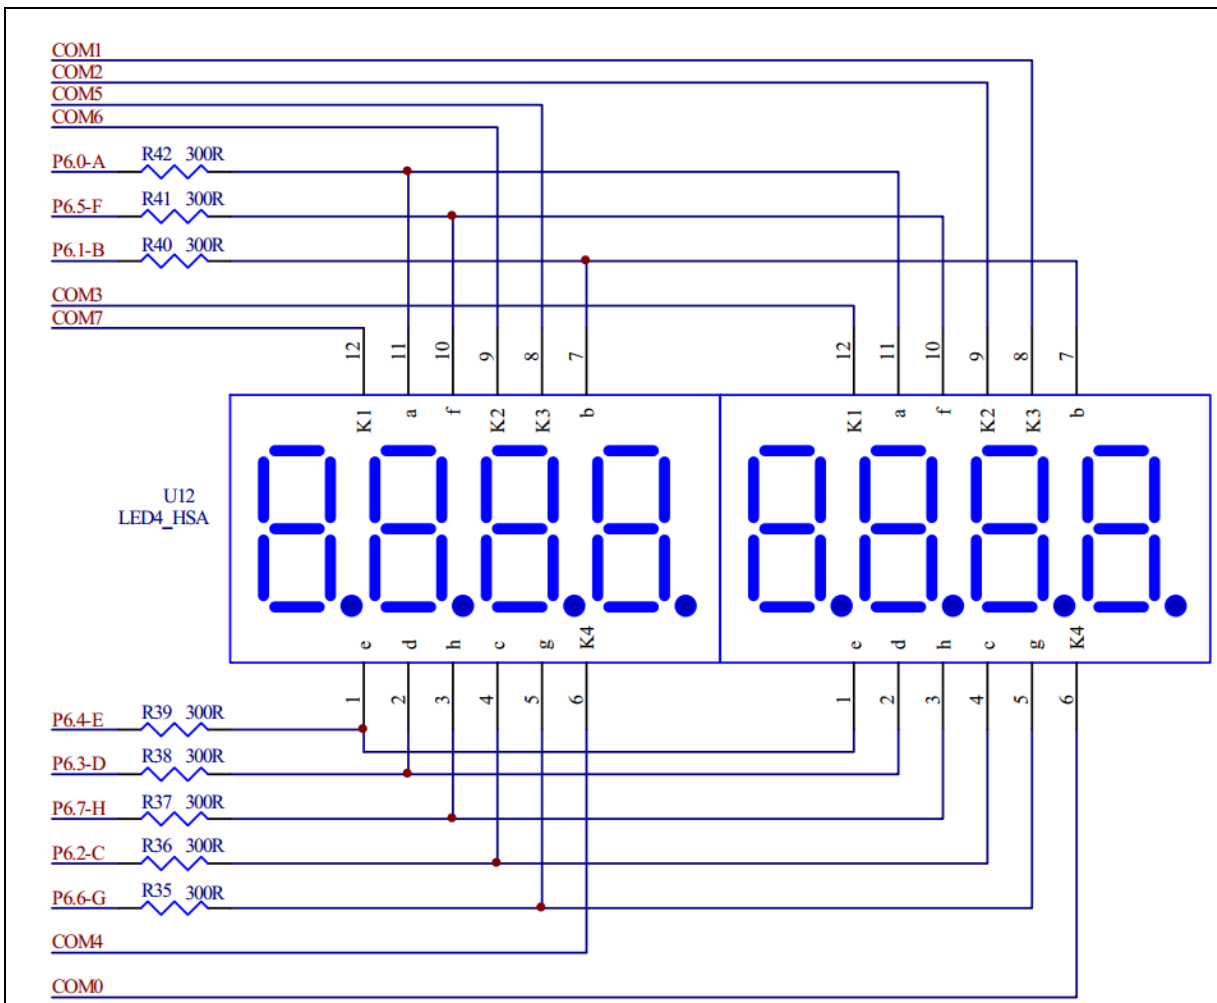 COM1
COM2
COM5
COM6
P6.0-A R42 300R
P6.5-F R41 300R
P6.1-B R40 300R
COM3
COM7
12 11 10 9 8 7 12 11 10 9 8 7
K1 a f K2 K3 b K1 a f K2 K3 b
U12
LED4_HSA
e d h c g K4 e d h c g K4
1 2 3 4 5 6 1 2 3 4 5 6
P6.4-E R39 300R
P6.3-D R38 300R
P6.7-H R37 300R
P6.2-C R36 300R
P6.6-G R35 300R
COM4
COM0